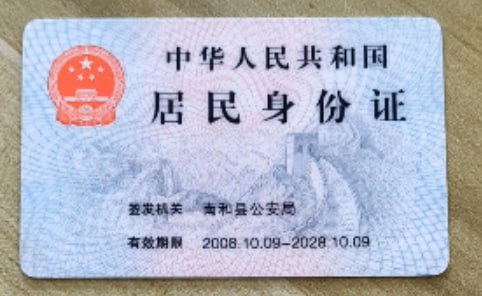 中华人民共和国
居民身份证
签发机关 南和县公安局
有效期限 2008.10.09-2028.10.09